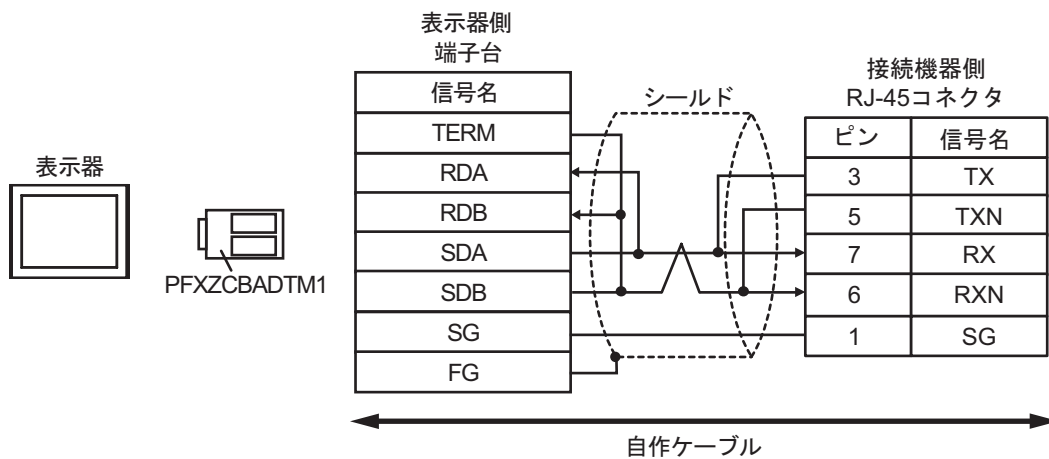 表示器
PFXZCBADTM1
表示器側
端子台
信号名
TERM
RDA
RDB
SDA
SDB
SG
FG
シールド
接続機器側
RJ-45コネクタ
ピン 信号名
3 TX
5 TXN
7 RX
6 RXN
1 SG
自作ケーブル